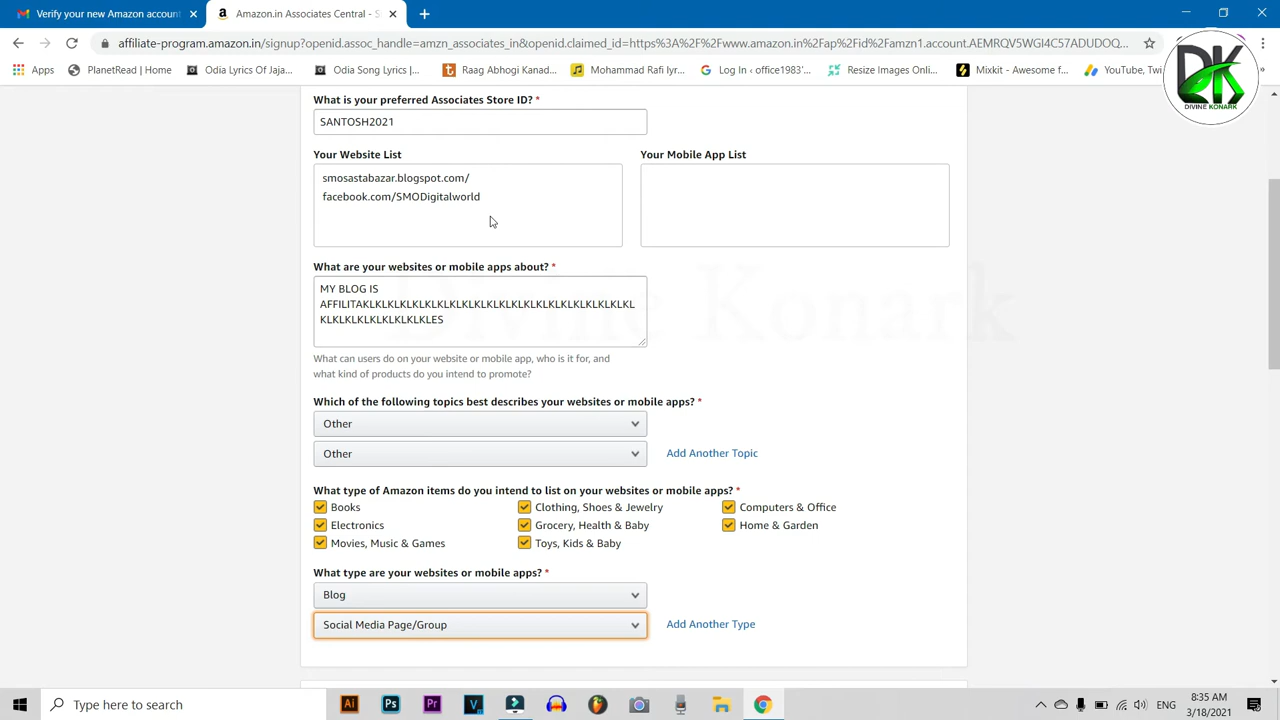 Verify your new Amazon account
Amazon.in Associates Central - S
affiliate-program.amazon.in/signup?openid.assoc_handle=amzn_associates_in&openid.claimed_id=https%3A%2F%2Fwww.amazon.in%2Fap%2Fid%2Famzn1.account.AEMRQV5WGI4C57ADUDOQ...
Apps
PlanetRead | Home
Odia Lyrics Of Jaja...
Odia Song Lyrics |...
Raag Abhogi
Mohammad Rafi lyr...
Log In ‹ office1983'...
Resize Images Onl...
Mixkit - Awesome f...
YouTube, Twi
DK
DIVINE KONARK
What is your preferred Associates Store ID? *
SANTOSH2021
Your Website List
Your Mobile App List
smosastabazar.blogspot.com/
facebook.com/SMODigitalworld
What are your websites or mobile apps about? *
MY BLOG IS
AFFILITAKLKLKLKLKLKLKLKLKLKLKLKLKLKLKLKLKLKLKLKLKL
KLKLKLKLKLKLKLKLKLES
Divine Konark
What can users do on your website or mobile app, who is it for, and
what kind of products do you intend to promote?
Which of the following topics best describes your websites or mobile apps? *
Other
Other
Add Another Topic
What type of Amazon items do you intend to list on your websites or mobile apps? *
Books
Clothing, Shoes & Jewelry
Computers & Office
Electronics
Grocery, Health & Baby
Home & Garden
Movies, Music & Games
Toys, Kids & Baby
What type are your websites or mobile apps? *
Blog
Social Media Page/Group
Add Another Type
Type here to search
Ai
Ps
Pr
V
ENG
8:35 AM
3/18/2021